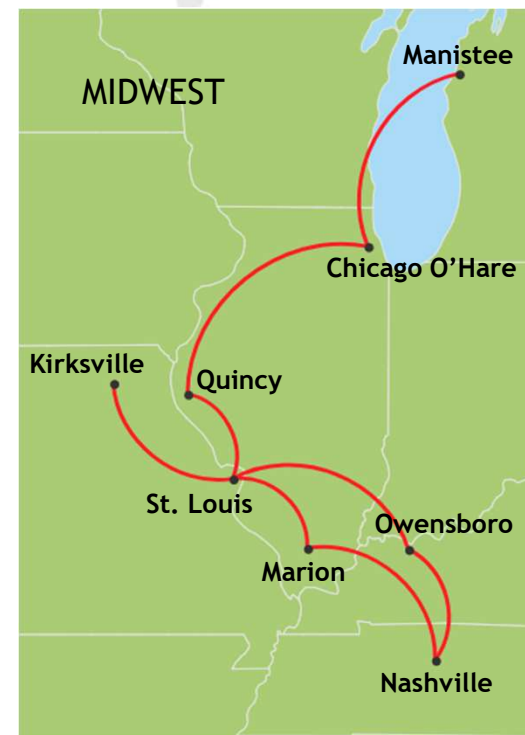 Manistee
MIDWEST
Chicago O'Hare
Kirksville
Quincy
St. Louis
Owensboro
Marion
Nashville